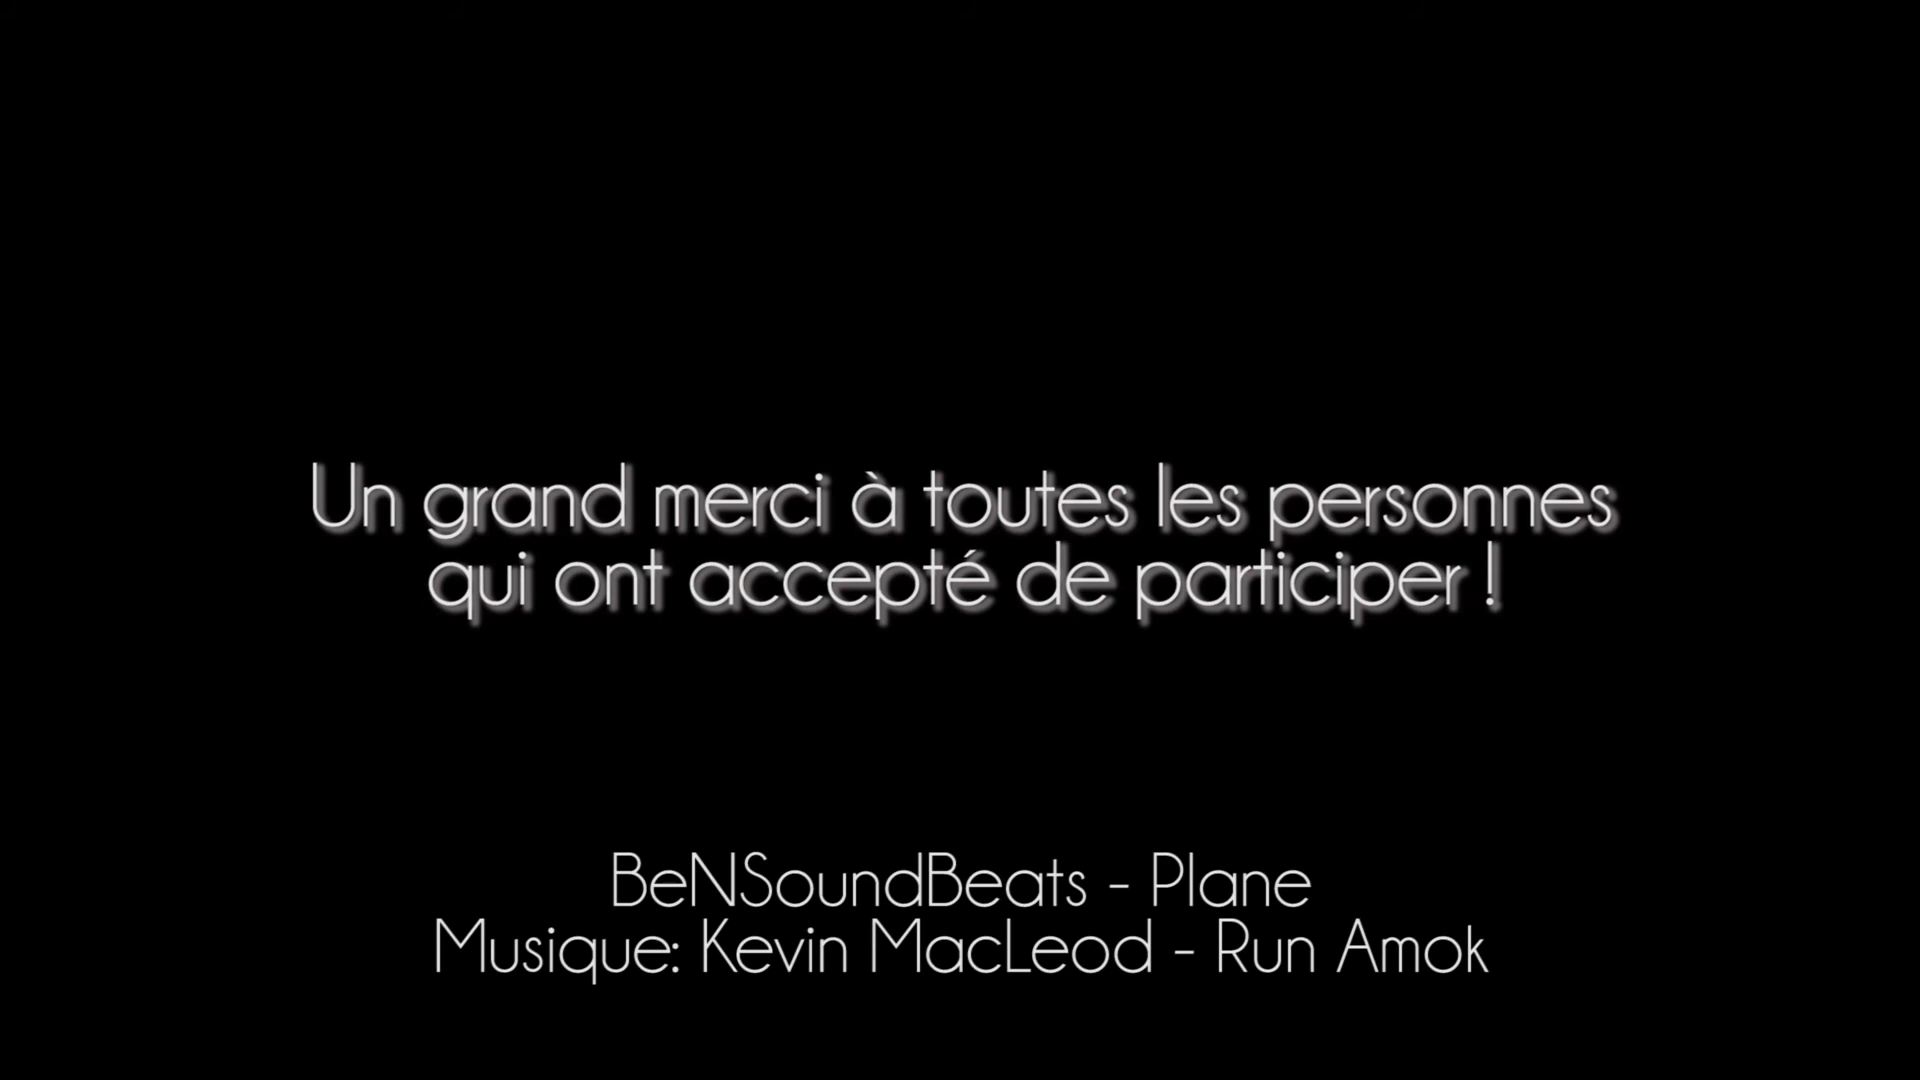 Un grand merci à toutes les personnes
qui ont accepté de participer !
BeNSoundBeats - Plane
Musique: Kevin MacLeod - Run Amok